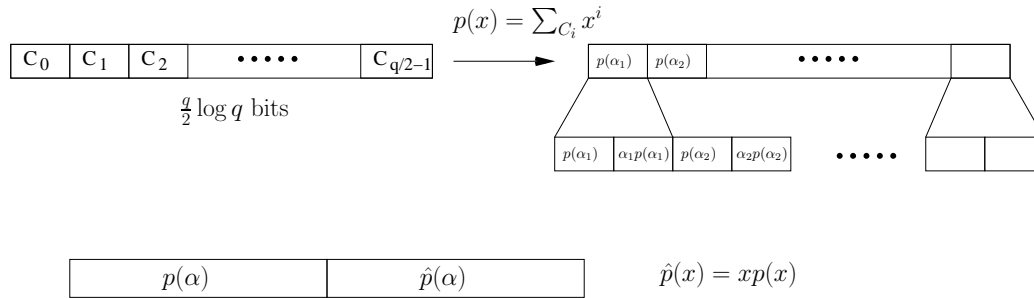 p(x) = ∑_{C_i} x^i
C_0 C_1 C_2 ••••• C_{q/2−1}
p(α_1) p(α_2) •••••
q/2 log q bits
p(α_1) α_1p(α_1) p(α_2) α_2p(α_2) •••••
p(α) p̂(α) p̂(x) = xp(x)